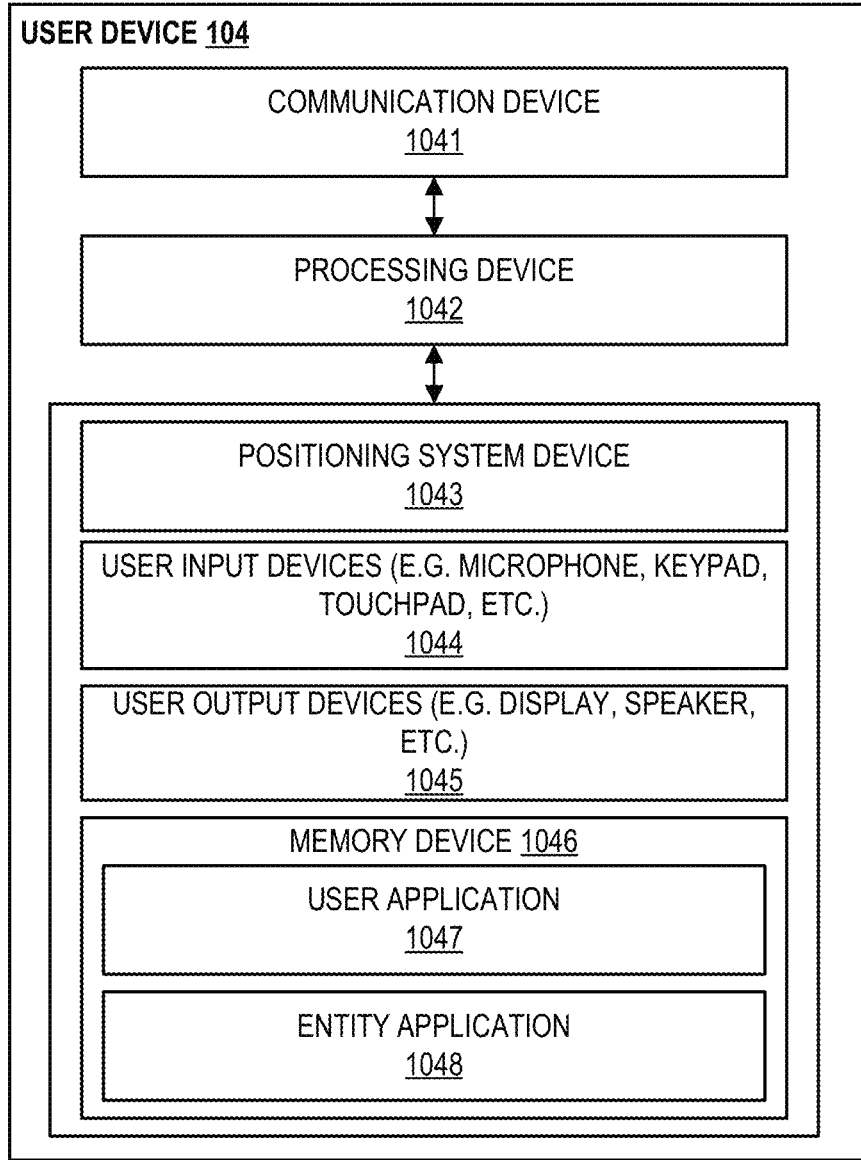 USER DEVICE 104
COMMUNICATION DEVICE
1041
PROCESSING DEVICE
1042
POSITIONING SYSTEM DEVICE
1043
USER INPUT DEVICES (E.G. MICROPHONE, KEYPAD,
TOUCHPAD, ETC.)
1044
USER OUTPUT DEVICES (E.G. DISPLAY, SPEAKER,
ETC.)
1045
MEMORY DEVICE 1046
USER APPLICATION
1047
ENTITY APPLICATION
1048